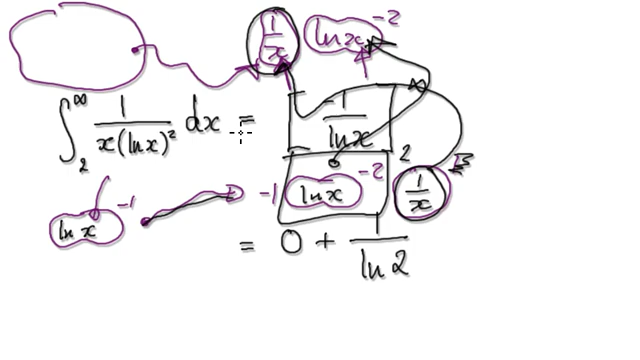 1/x (ln x)^-2
∫_2^∞ 1/(x(ln x)²) dx = [-1/ln x]_2
(ln x)^-1 -1 (ln x)^-2 (1/x)
= 0 + 1/ln 2